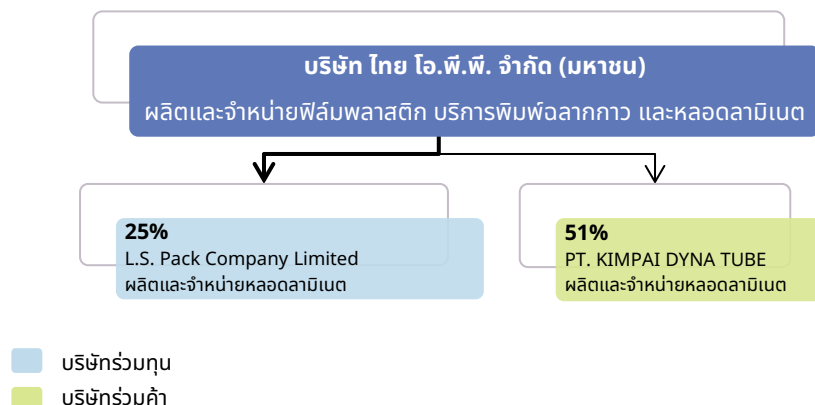 บริษัท ไทย โอ.พี.พี. จำกัด (มหาชน)
ผลิตและจำหน่ายฟิล์มพลาสติก บริการพิมพ์ฉลากกาว และหลอดลามิเนต
25%
L.S. Pack Company Limited
ผลิตและจำหน่ายหลอดลามิเนต
51%
PT. KIMPAI DYNA TUBE
ผลิตและจำหน่ายหลอดลามิเนต
บริษัทร่วมทุน
บริษัทร่วมค้า